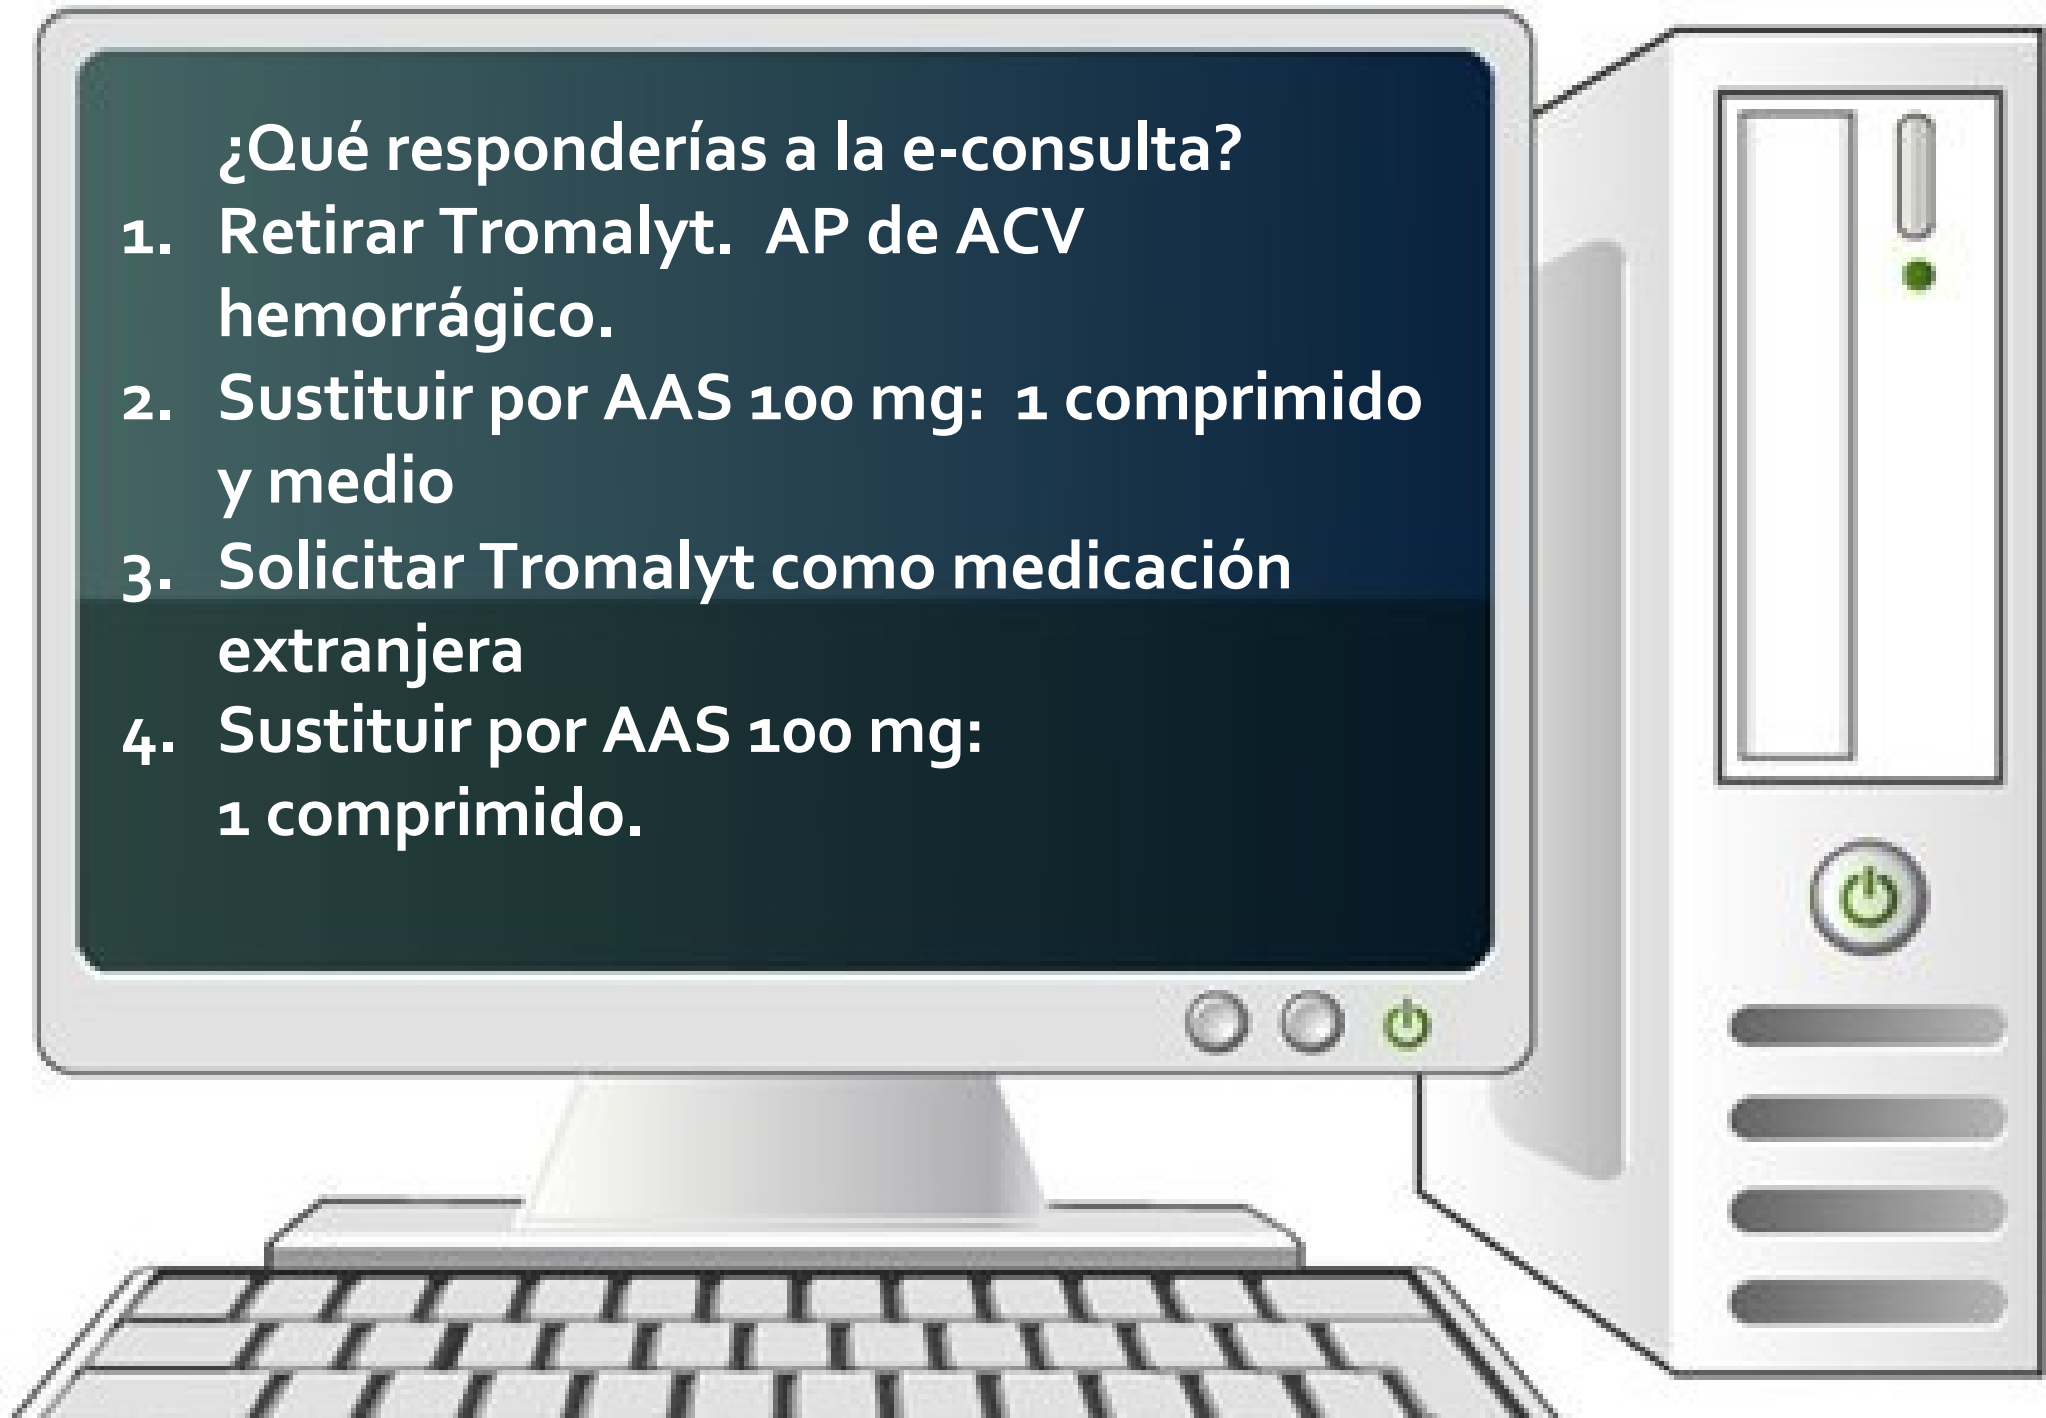 ¿Qué responderías a la e-consulta?
1. Retirar Tromalyt. AP de ACV
hemorrágico.
2. Sustituir por AAS 100 mg: 1 comprimido
y medio
3. Solicitar Tromalyt como medicación
extranjera
4. Sustituir por AAS 100 mg:
1 comprimido.